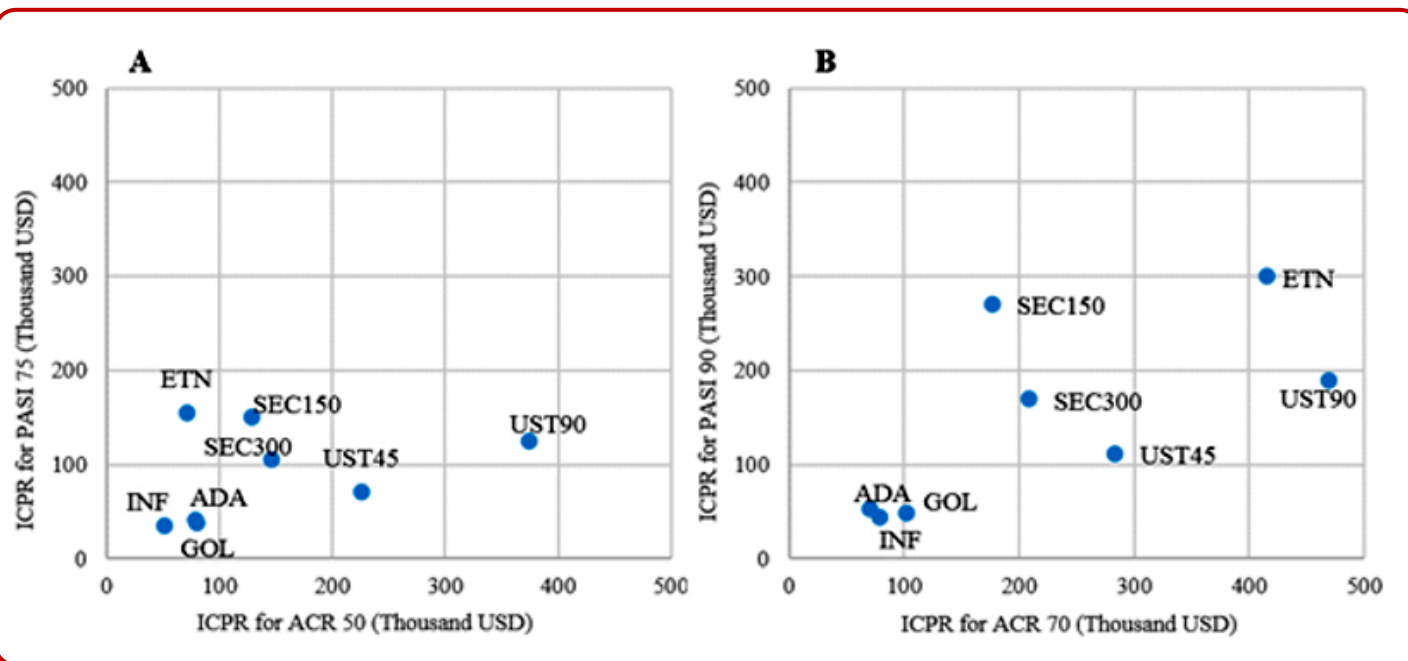 A
500
400
300
200
100
0
ICPR for PASI 75 (Thousand USD)
ETN
SEC150
SEC300
UST45
UST90
INF
ADA
GOL
0 100 200 300 400 500
ICPR for ACR 50 (Thousand USD)
B
500
400
300
200
100
0
ICPR for PASI 90 (Thousand USD)
ETN
SEC150
SEC300
UST90
UST45
ADA
GOL
INF
0 100 200 300 400 500
ICPR for ACR 70 (Thousand USD)